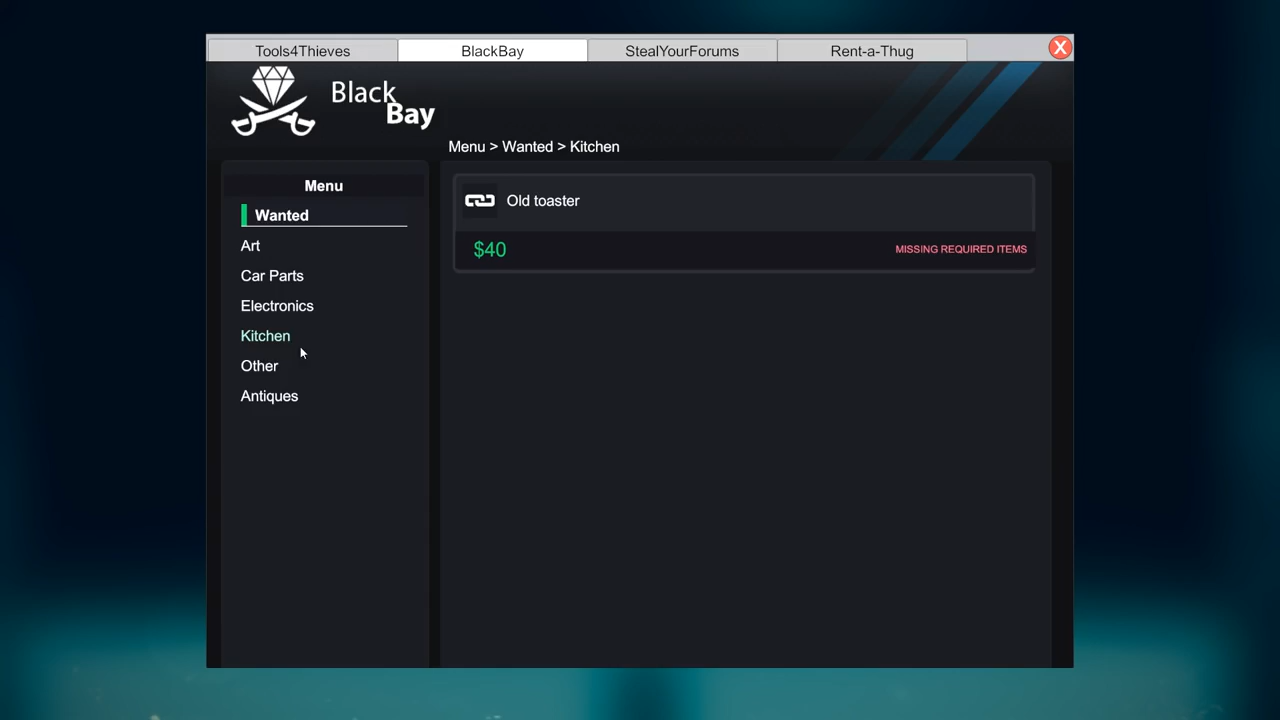 Tools4Thieves BlackBay StealYourForums Rent-a-Thug X
Black
Bay
Menu > Wanted > Kitchen
Menu
Wanted
Art
Car Parts
Electronics
Kitchen
Other
Antiques
Old toaster
$40 MISSING REQUIRED ITEMS